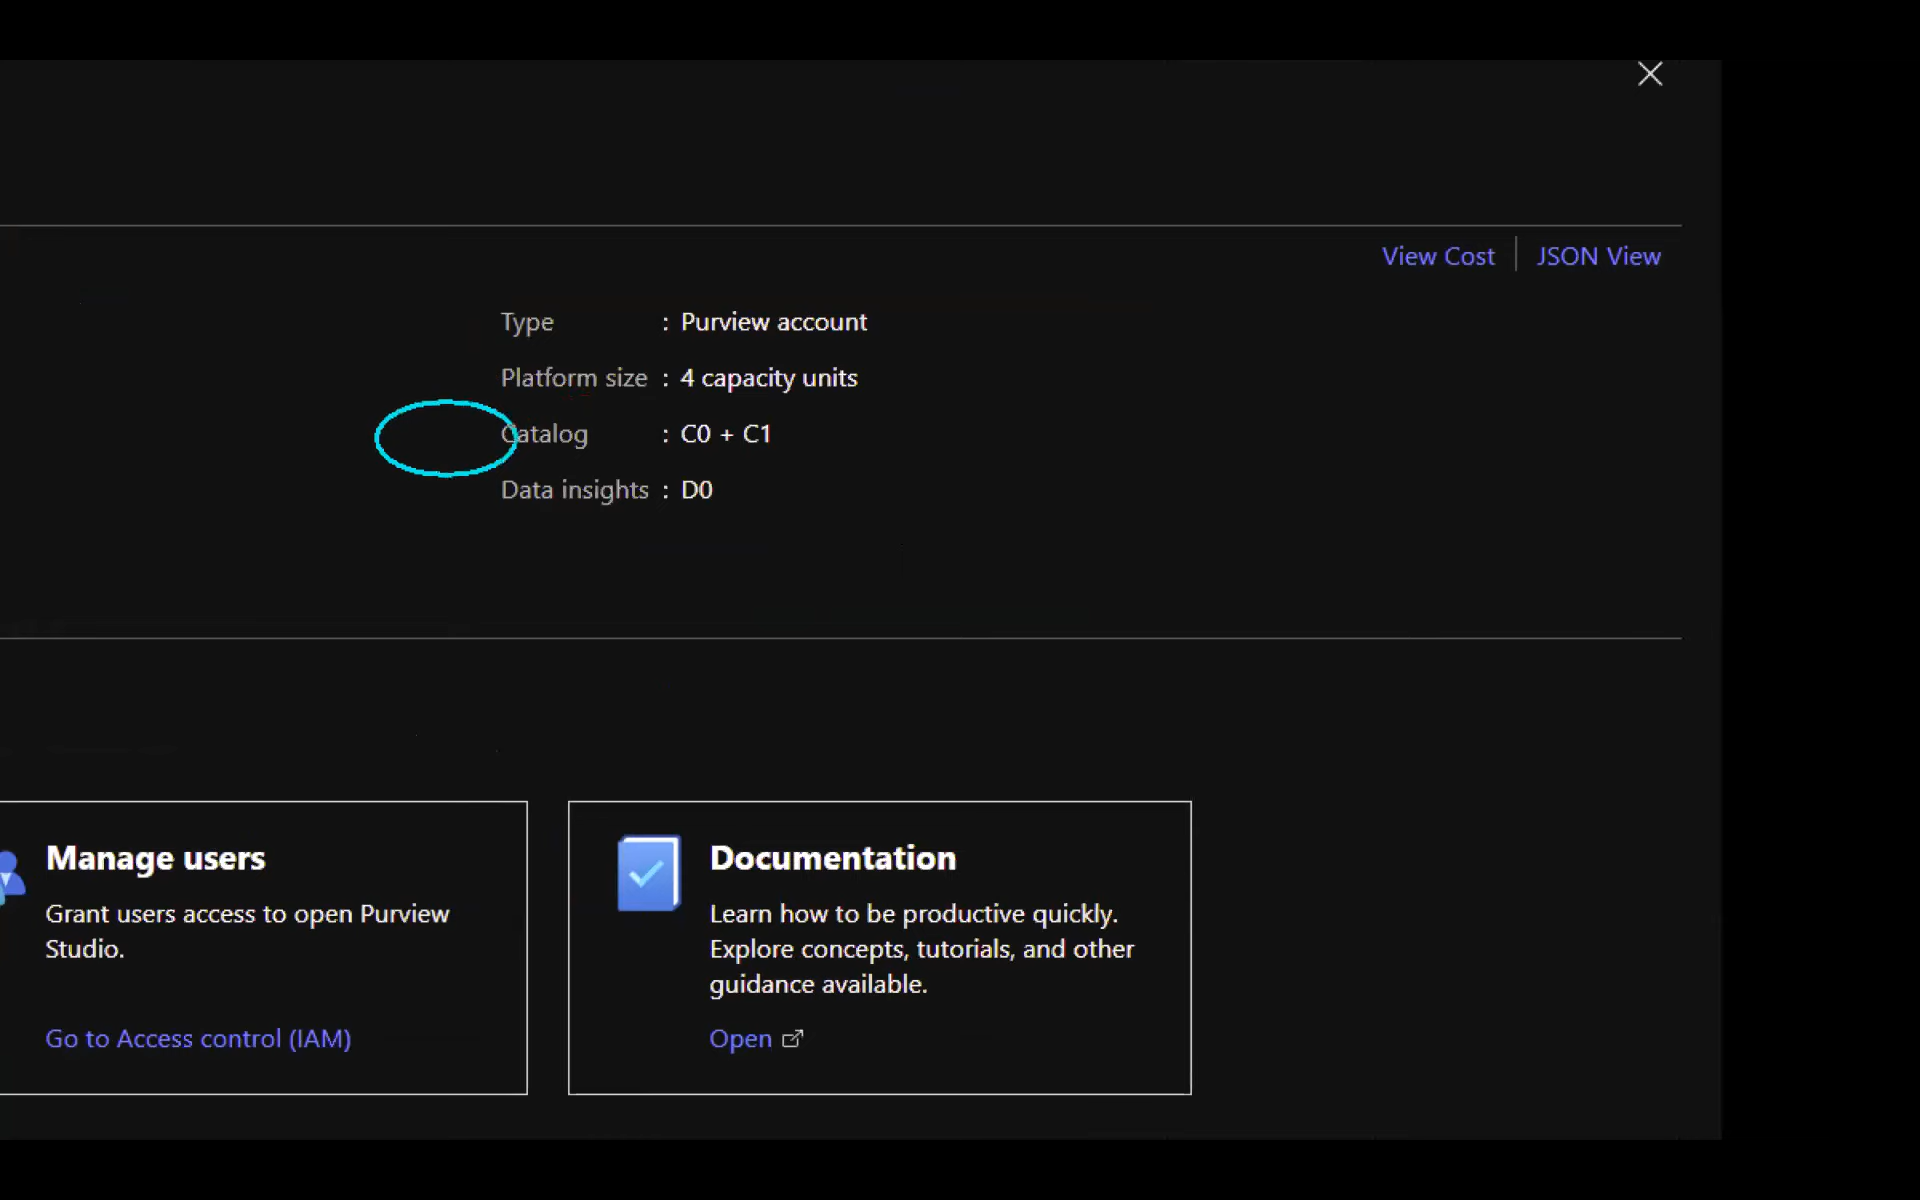 View Cost | JSON View
Type : Purview account
Platform size : 4 capacity units
Catalog : C0 + C1
Data insights : D0
Manage users
Grant users access to open Purview
Studio.
Go to Access control (IAM)
Documentation
Learn how to be productive quickly.
Explore concepts, tutorials, and other
guidance available.
Open